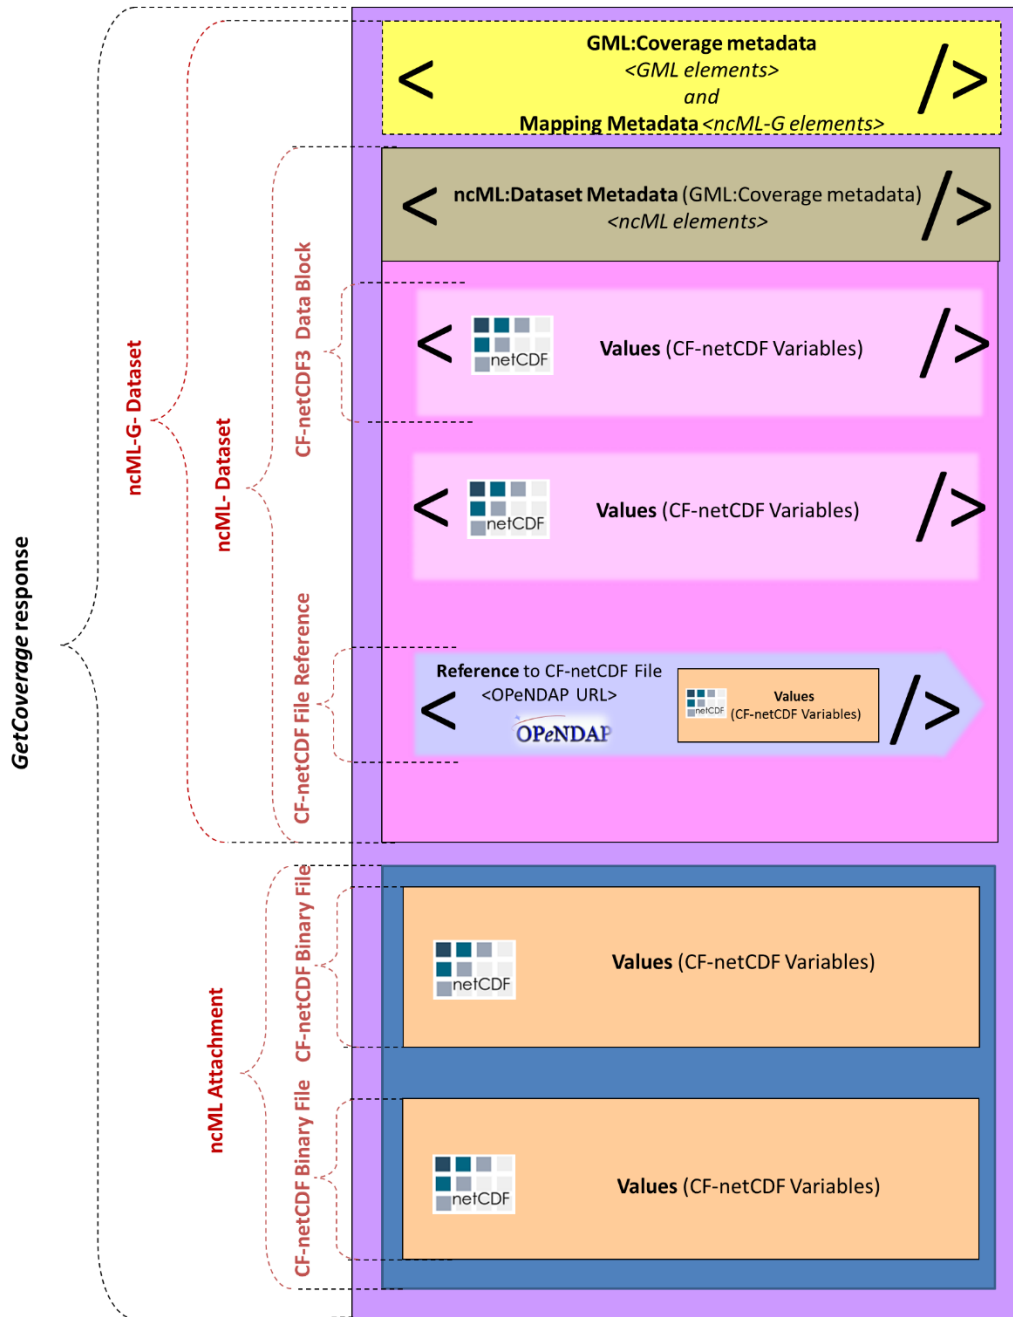 GML:Coverage metadata
<GML elements>
and
Mapping Metadata <ncML-G elements>
< />
ncML:Dataset Metadata (GML:Coverage metadata)
<ncML elements>
< />
CF-netCDF3 Data Block
netCDF
Values (CF-netCDF Variables)
< />
ncML-G- Dataset
ncML- Dataset
netCDF
Values (CF-netCDF Variables)
< />
GetCoverage response
CF-netCDF File Reference
Reference to CF-netCDF File
<OPeNDAP URL>
OPeNDAP
netCDF
Values
(CF-netCDF Variables)
< />
ncML Attachment
CF-netCDF Binary File
netCDF
Values (CF-netCDF Variables)
CF-netCDF Binary File
netCDF
Values (CF-netCDF Variables)